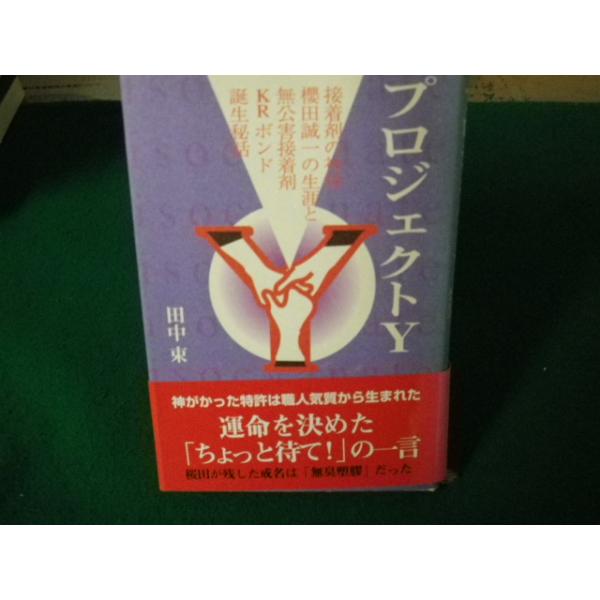 プロジェクトY
接着剤の
櫻田誠一の生涯と
無公害接着剤
KRボンド
誕生秘話
田中 束
神がかった特許は職人気質から生まれた
運命を決めた
「ちょっと待て!」の一言
桜田が残した戒名は「無臭塑膠」だった